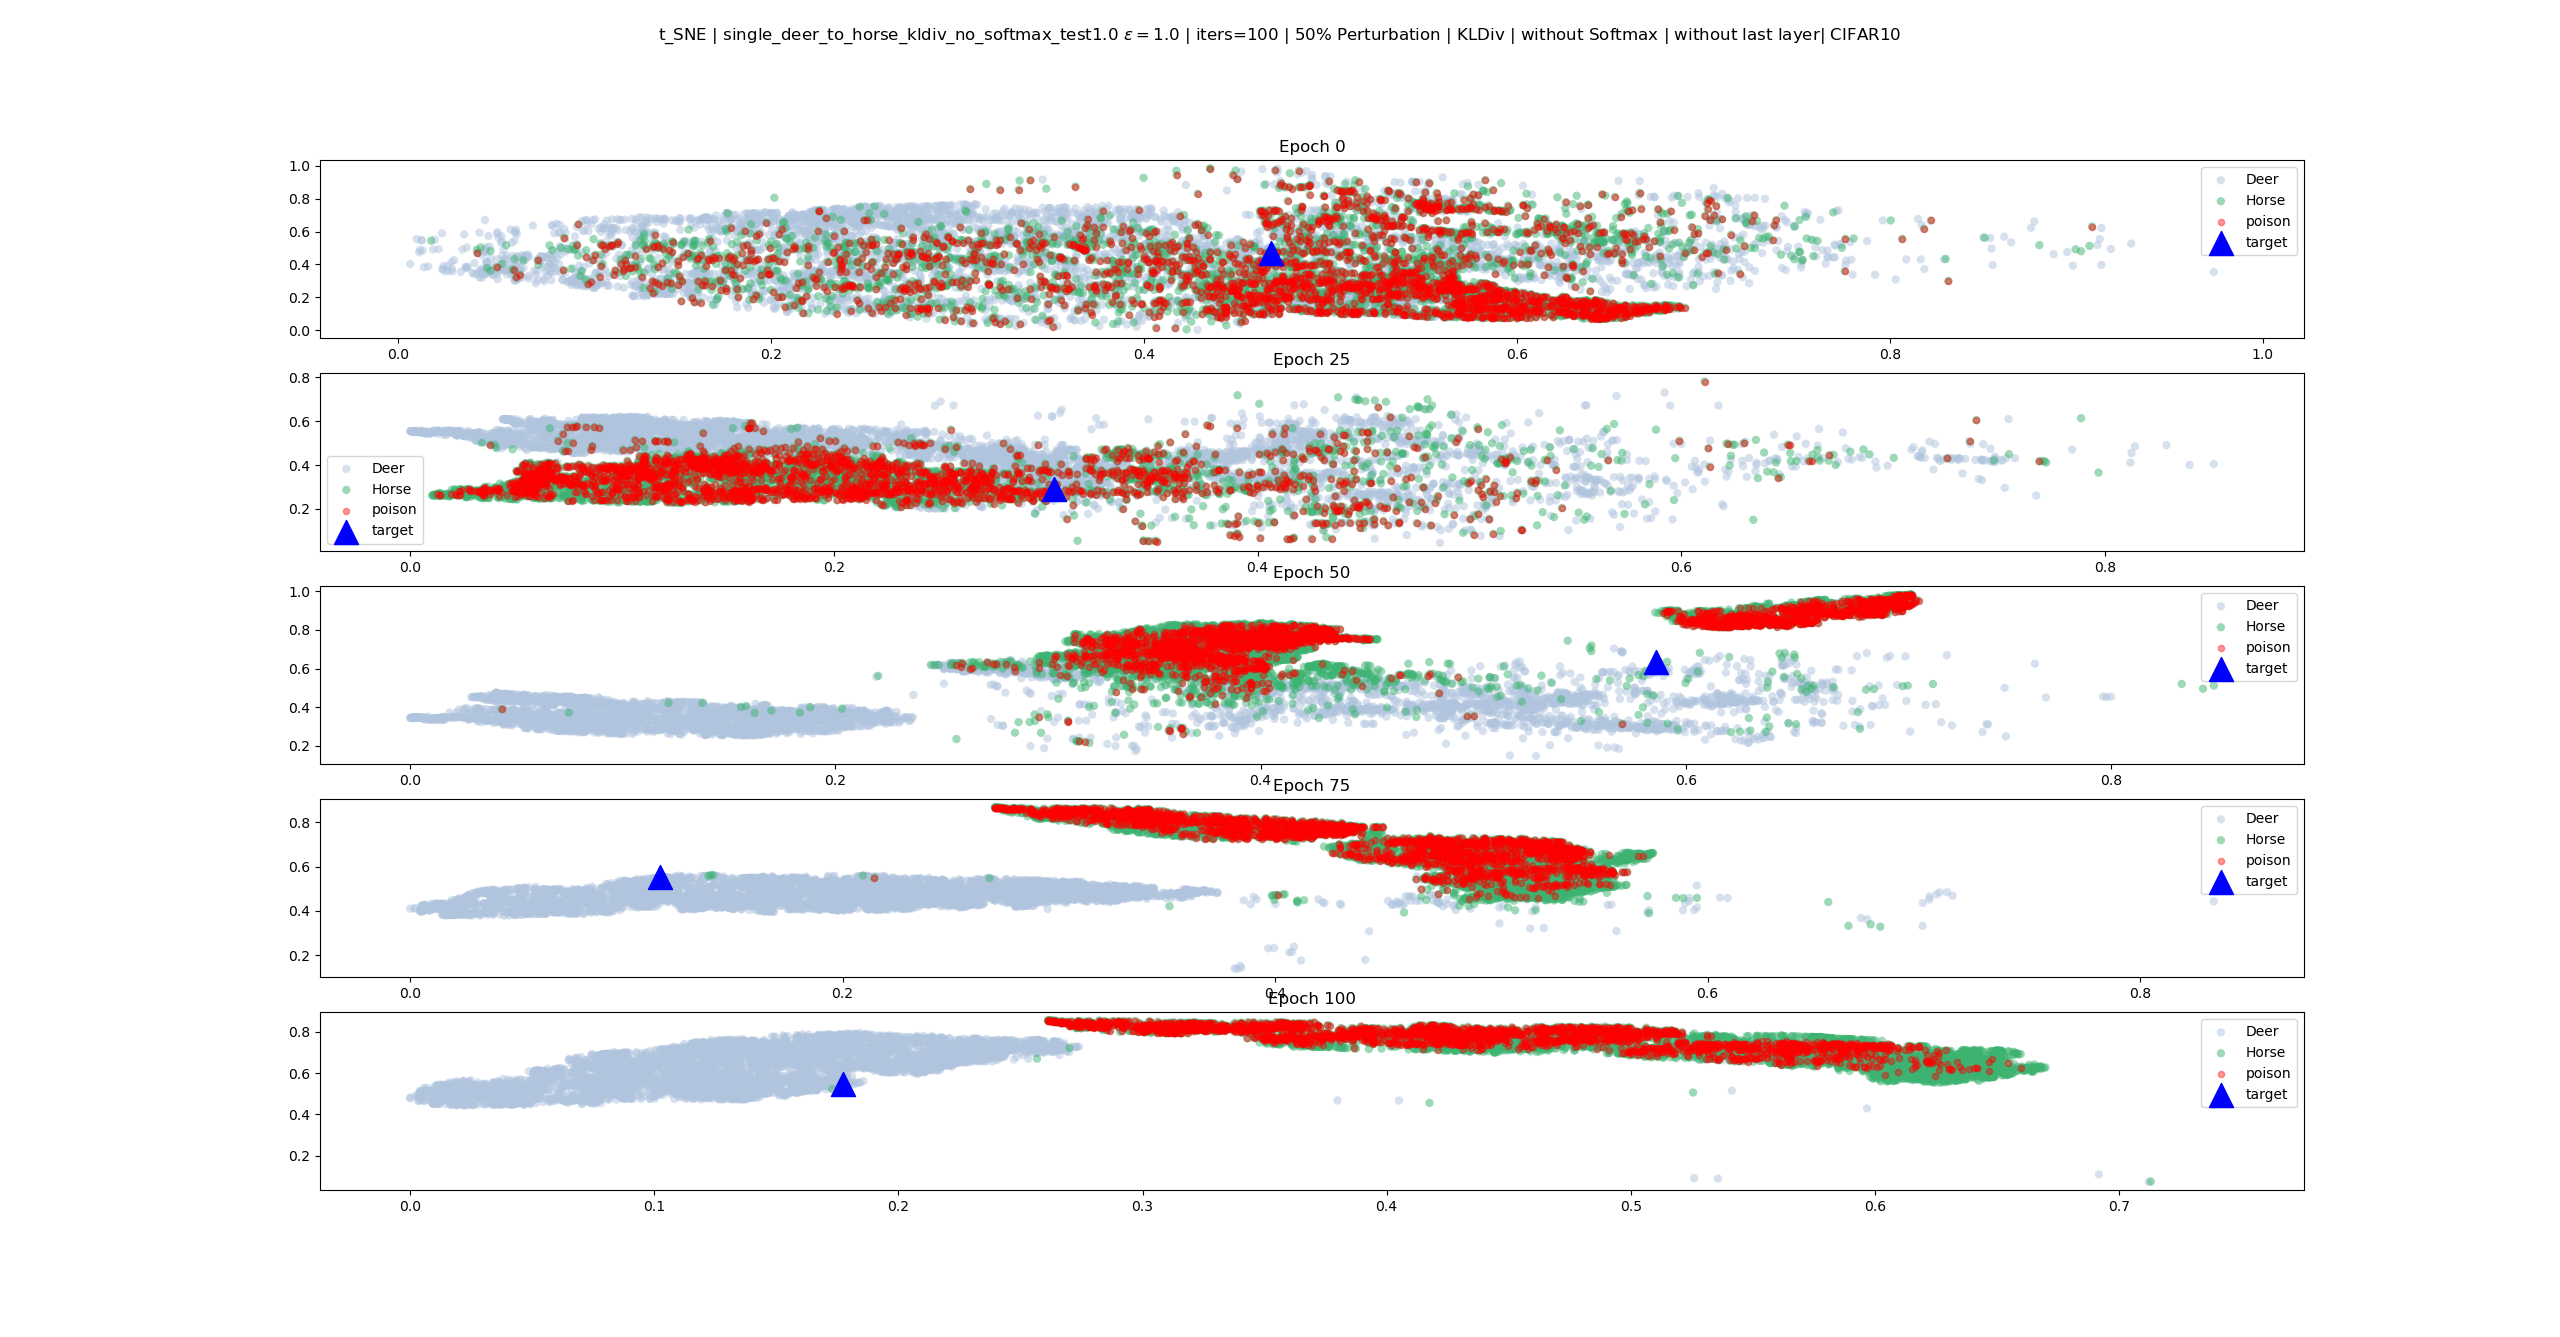 t_SNE | single_deer_to_horse_kldiv_no_softmax_test1.0 ε = 1.0 | iters=100 | 50% Perturbation | KLDiv | without Softmax | without last layer| CIFAR10
Epoch 0
1.0
0.8
0.6
0.4
0.2
0.0
Deer
Horse
poison
target
0.0 0.2 0.4 0.6 0.8 1.0
Epoch 25
0.8
0.6
0.4
0.2
Deer
Horse
poison
target
0.0 0.2 0.4 0.6 0.8
Epoch 50
1.0
0.8
0.6
0.4
0.2
Deer
Horse
poison
target
0.0 0.2 0.4 0.6 0.8
Epoch 75
0.8
0.6
0.4
0.2
Deer
Horse
poison
target
0.0 0.2 0.4 0.6 0.8
Epoch 100
0.8
0.6
0.4
0.2
Deer
Horse
poison
target
0.0 0.1 0.2 0.3 0.4 0.5 0.6 0.7